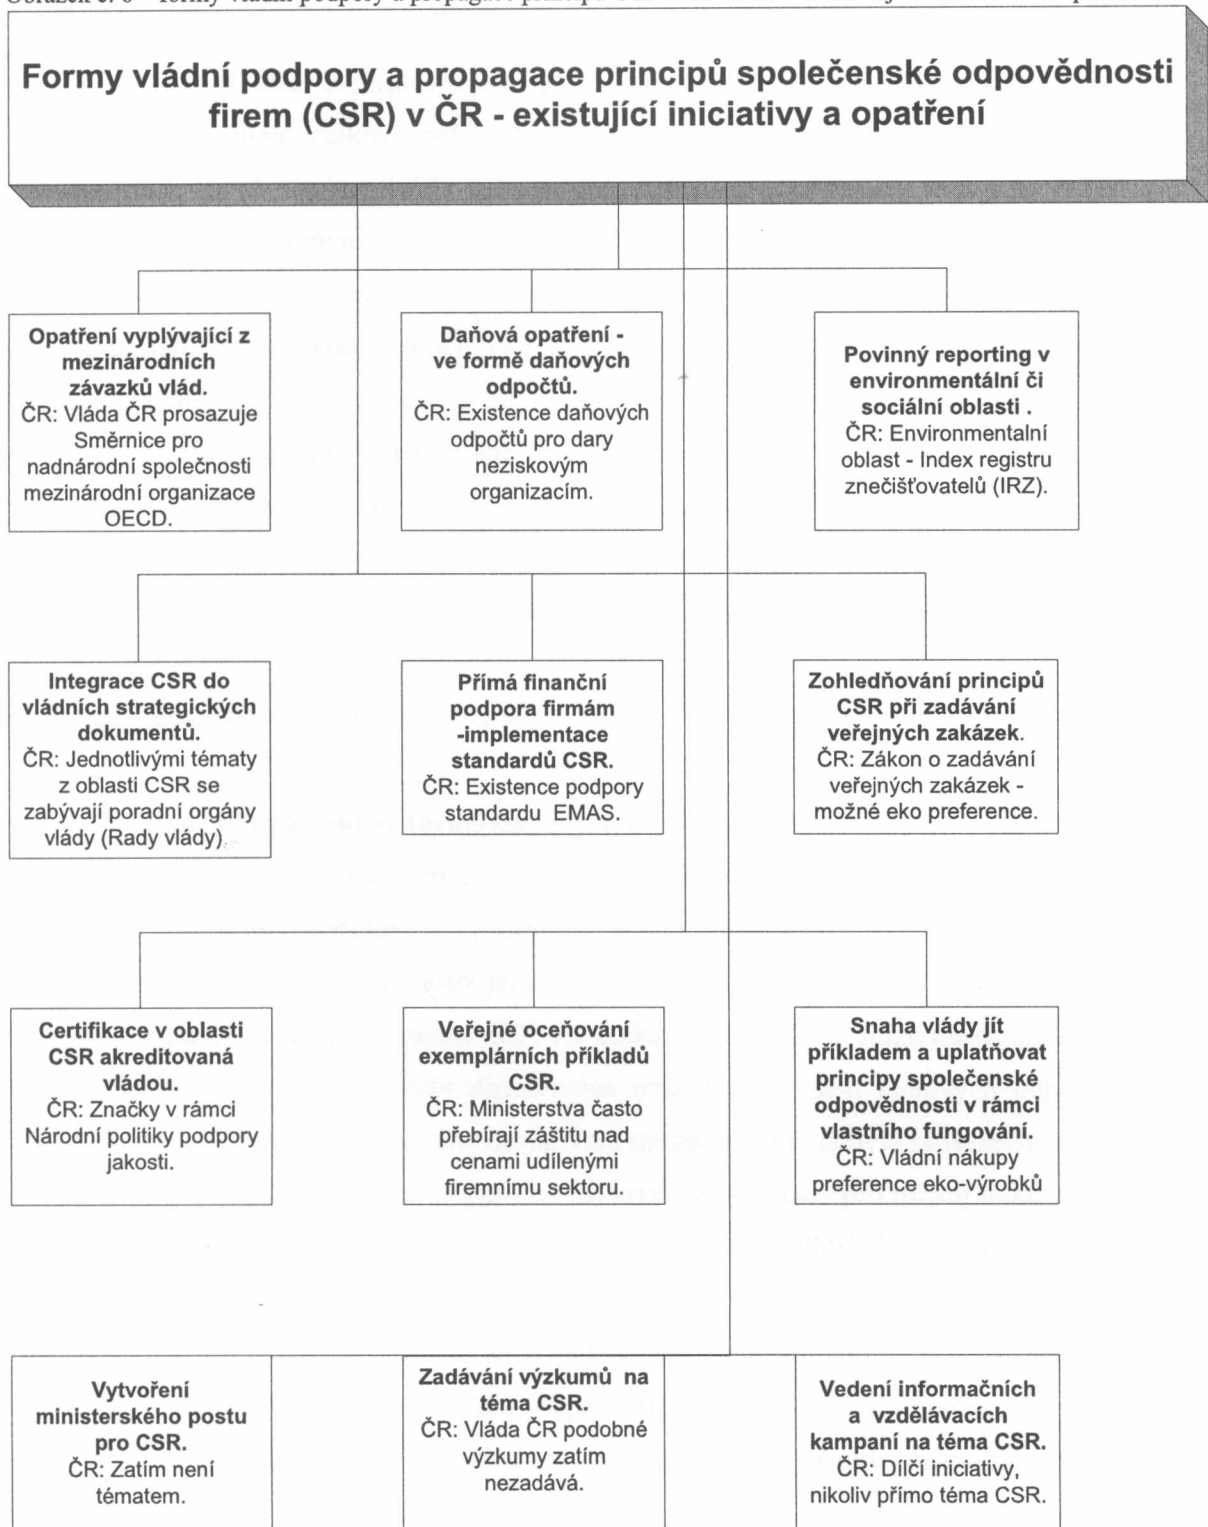 Formy vládní podpory a propagace principů společenské odpovědnosti
firem (CSR) v ČR - existující iniciativy a opatření
Opatření vyplývající z
mezinárodních
závazků vlád.
ČR: Vláda ČR prosazuje
Směrnice pro
nadnárodní společnosti
mezinárodní organizace
OECD.
Daňová opatření -
ve formě daňových
odpočtů.
ČR: Existence daňových
odpočtů pro dary
neziskovým
organizacím.
Povinný reporting v
environmentální či
sociální oblasti .
ČR: Environmentalní
oblast - Index registru
znečišťovatelů (IRZ).
Integrace CSR do
vládních strategických
dokumentů.
ČR: Jednotlivými tématy
z oblasti CSR se
zabývají poradní orgány
vlády (Rady vlády).
Přímá finanční
podpora firmám
-implementace
standardů CSR.
ČR: Existence podpory
standardu EMAS.
Zohledňování principů
CSR při zadávání
veřejných zakázek.
ČR: Zákon o zadávání
veřejných zakázek -
možné eko preference.
Certifikace v oblasti
CSR akreditovaná
vládou.
ČR: Značky v rámci
Národní politiky podpory
jakosti.
Veřejné oceňování
exemplárních příkladů
CSR.
ČR: Ministerstva často
přebírají záštitu nad
cenami udílenými
firemnímu sektoru.
Snaha vlády jít
příkladem a uplatňovat
principy společenské
odpovědnosti v rámci
vlastního fungování.
ČR: Vládní nákupy
preference eko-výrobků
Vytvoření
ministerského postu
pro CSR.
ČR: Zatím není
tématem.
Zadávání výzkumů na
téma CSR.
ČR: Vláda ČR podobné
výzkumy zatím
nezadává.
Vedení informačních
a vzdělávacích
kampaní na téma CSR.
ČR: Dílčí iniciativy,
nikoliv přímo téma CSR.